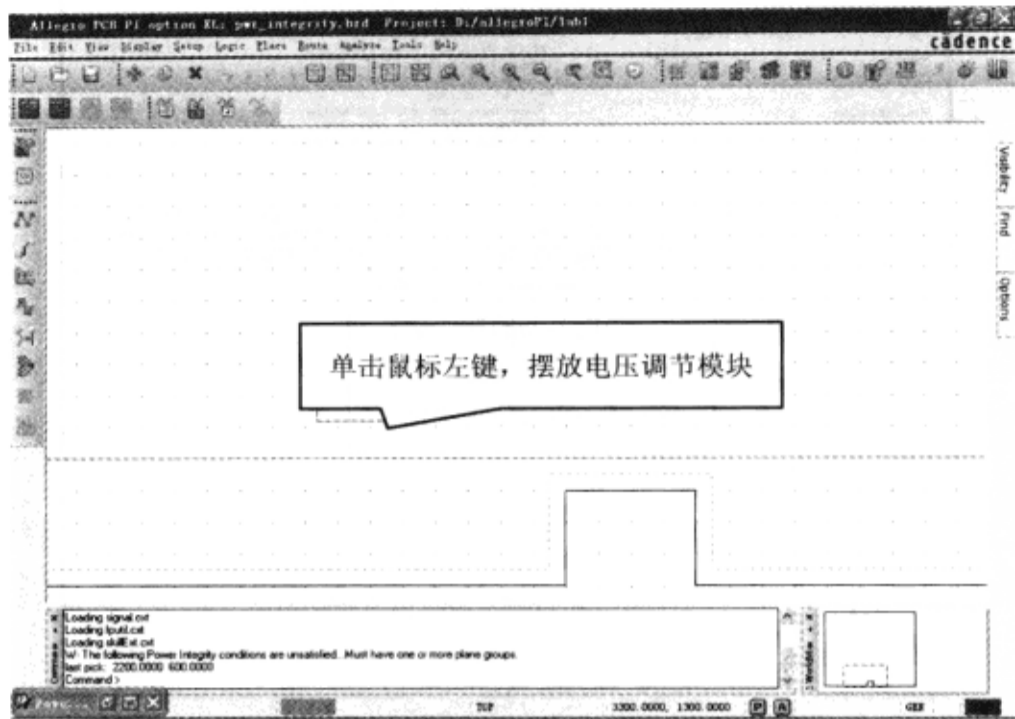 Allegro PCB PI option XL: pwr_integrity.brd Project: D:/allegroPI/lab1
File Edit View Display Setup Logic Place Route Analyze Tools Help
cādence
Visibility
Find
Options
单击鼠标左键，摆放电压调节模块
Loading signal.cxt
Loading lputil.cxt
Loading skillExt.cxt
W- The following Power Integrity conditions are unsatisfied...Must have one or more plane groups.
last pick: 2200.0000 600.0000
Command >
Command
TOP
3300.0000, 1300.0000
P
A